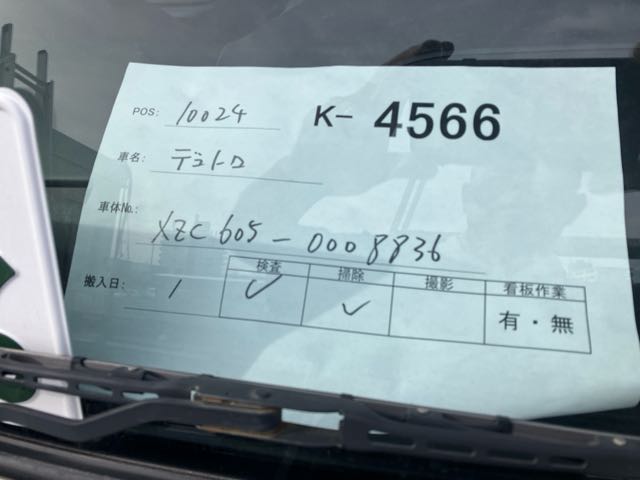 POS: 10024 K- 4566
車名: デュトロ
車体No.: XZC605-0008836
搬入日: / 検査 掃除 撮影 看板作業
✓ ✓ 有・無